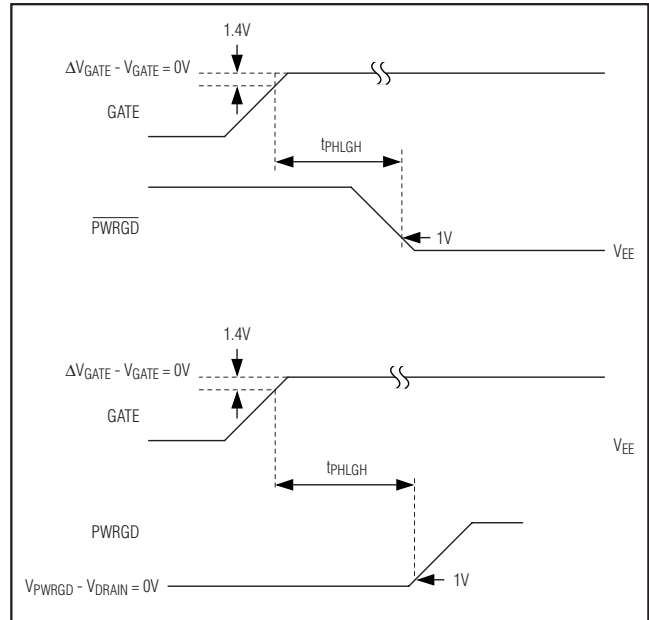 1.4V
ΔVGATE - VGATE = 0V
GATE
tPHLGH
PWRGD
1V
VEE
1.4V
ΔVGATE - VGATE = 0V
GATE
VEE
tPHLGH
PWRGD
VPWRGD - VDRAIN = 0V
1V